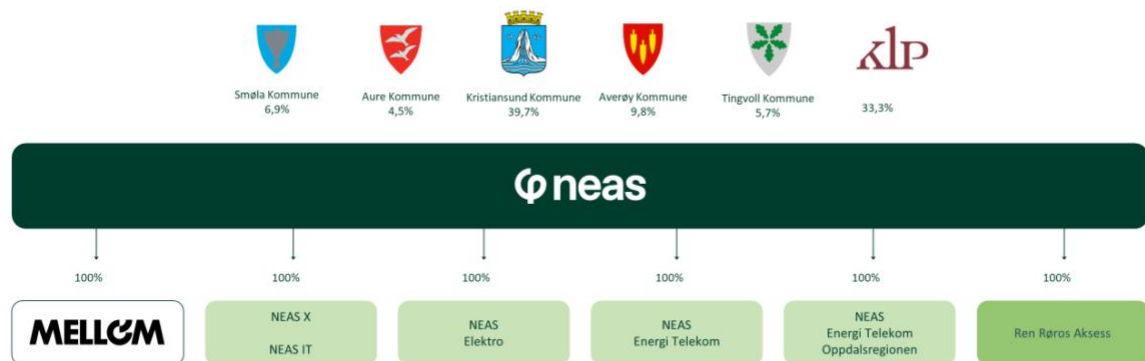 klp
Smøla Kommune
6,9%
Aure Kommune
4,5%
Kristiansund Kommune
39,7%
Averøy Kommune
9,8%
Tingvoll Kommune
5,7%
33,3%
neas
100%
100%
100%
100%
100%
100%
MELLOM
NEAS X
NEAS IT
NEAS
Elektro
NEAS
Energi Telekom
NEAS
Energi Telekom
Oppdalsregionen
Ren Røros Aksess